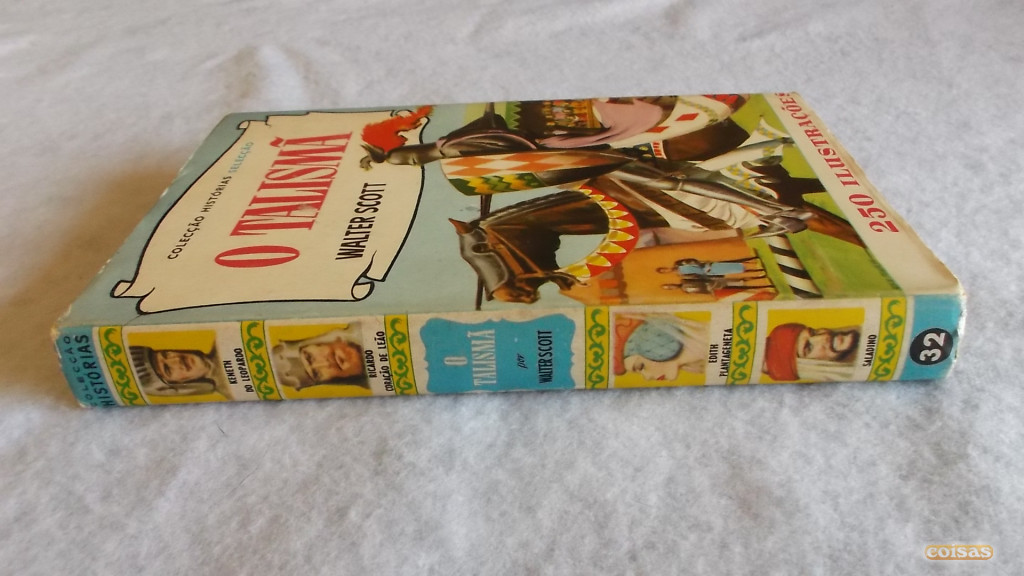 COLECÇÃO HISTÓRIAS SELECÇÃO
O TALISMÃ
WALTER SCOTT
250 ILUSTRAÇÕES
COLECÇÃO
HISTÓRIAS
KENETH
DO LEOPARDO
RICARDO
CORAÇÃO DE LEÃO
O
TALISMÃ
por
WALTER SCOTT
EDITH
PLANTAGENETA
SALADINO
32
coisas